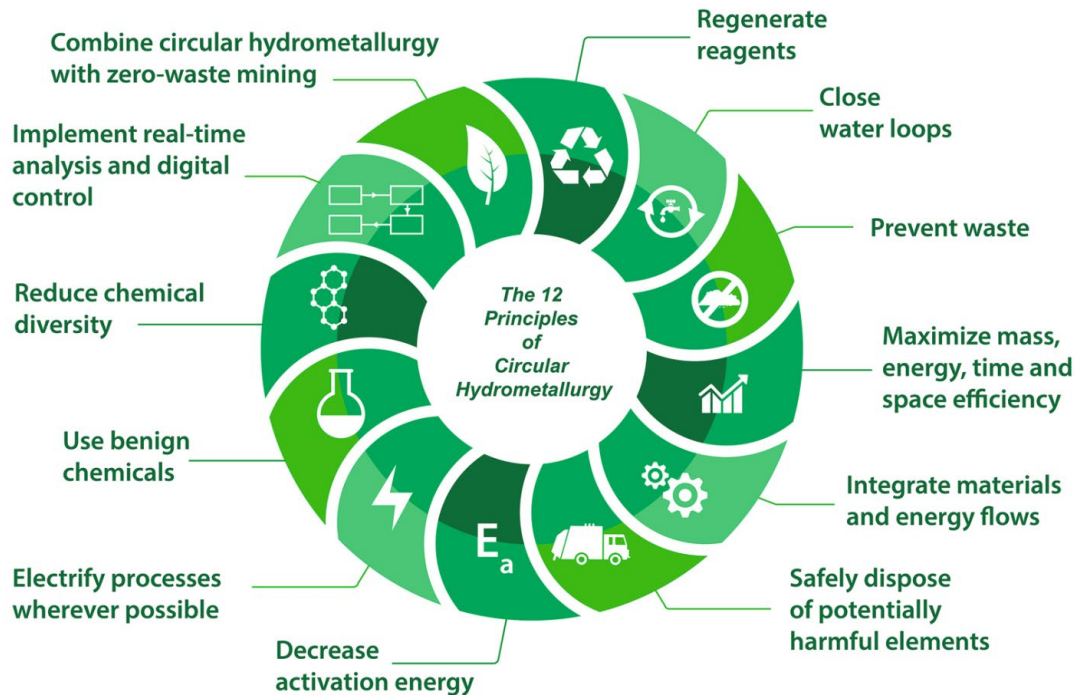 Regenerate
reagents
Close
water loops
Prevent waste
Maximize mass,
energy, time and
space efficiency
Integrate materials
and energy flows
Safely dispose
of potentially
harmful elements
Decrease
activation energy
Electrify processes
wherever possible
Use benign
chemicals
Reduce chemical
diversity
Implement real-time
analysis and digital
control
Combine circular hydrometallurgy
with zero-waste mining
The 12
Principles
of
Circular
Hydrometallurgy
Ea